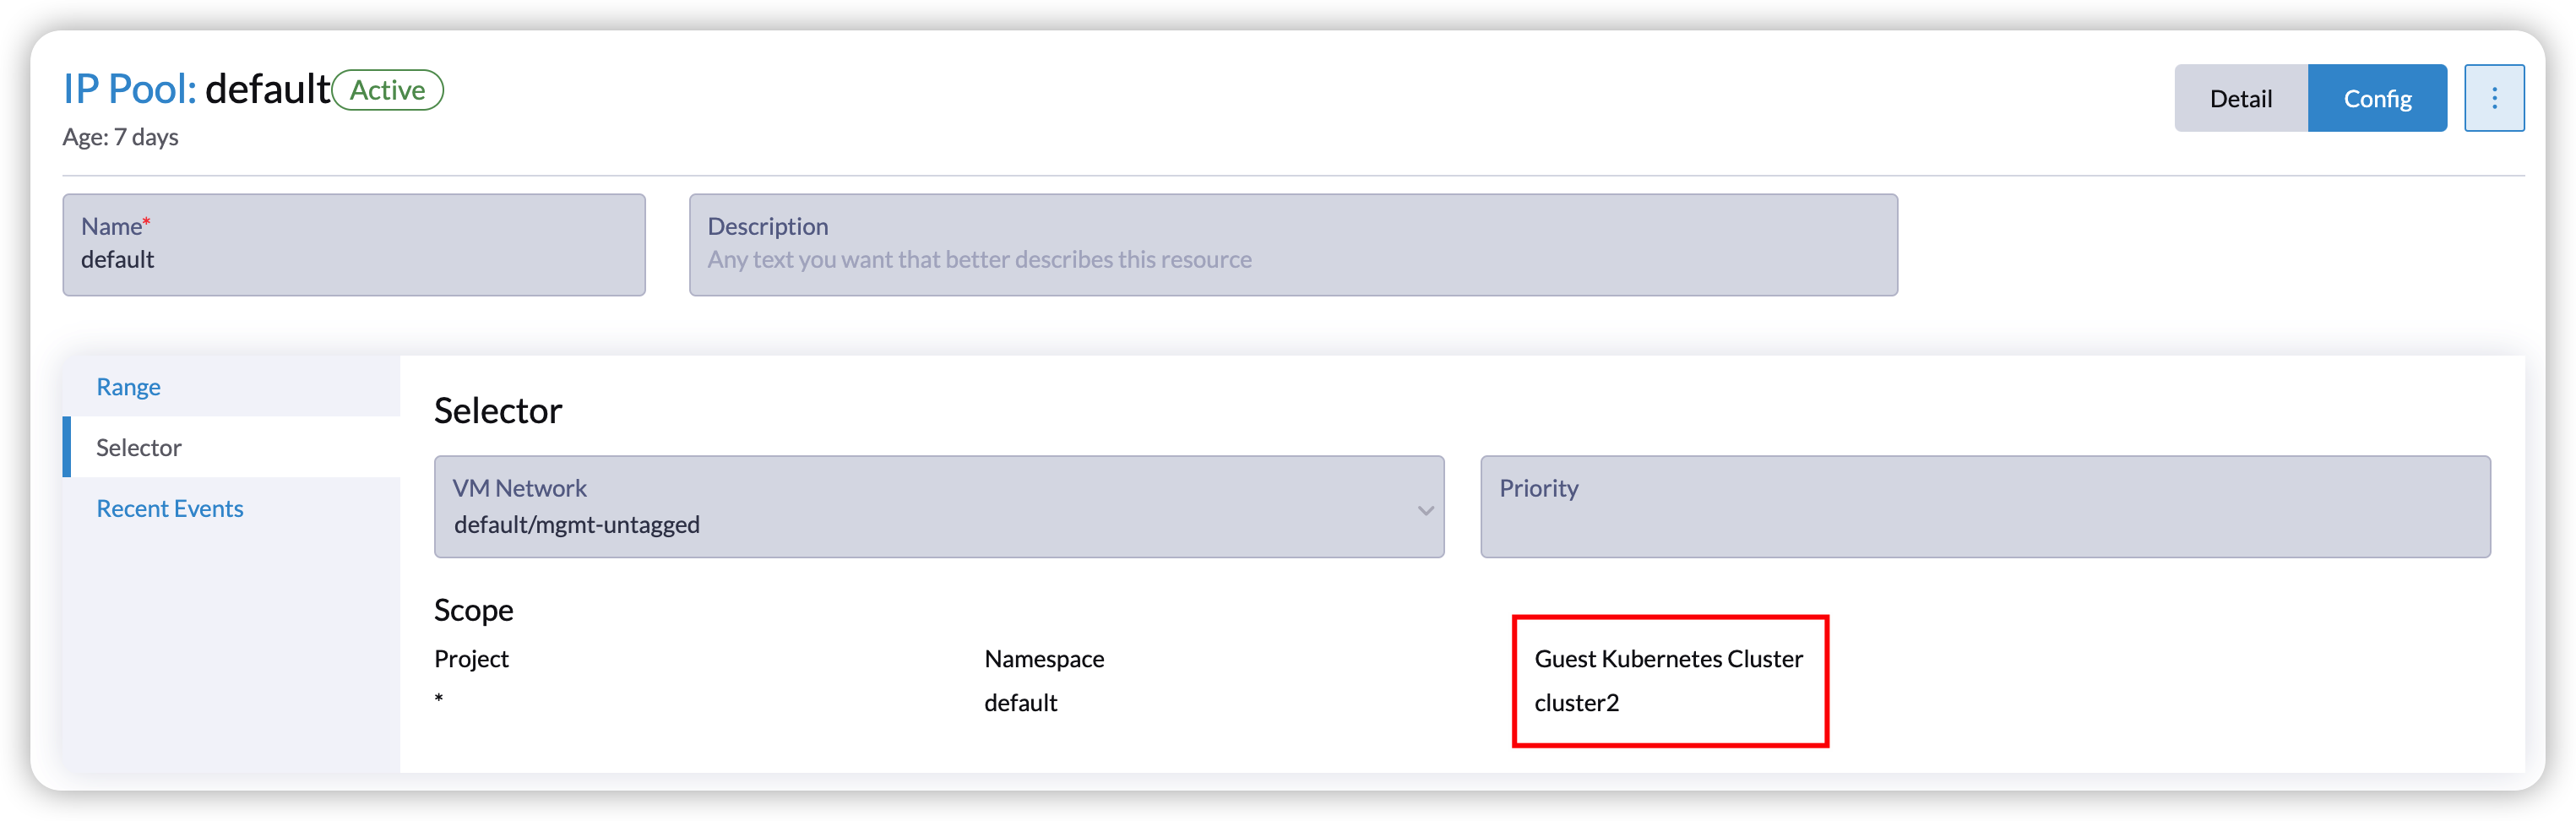 IP Pool: default Active
Age: 7 days
Detail
Config
Name*
default
Description
Any text you want that better describes this resource
Range
Selector
Recent Events
Selector
VM Network
default/mgmt-untagged
Priority
Scope
Project
*
Namespace
default
Guest Kubernetes Cluster
cluster2